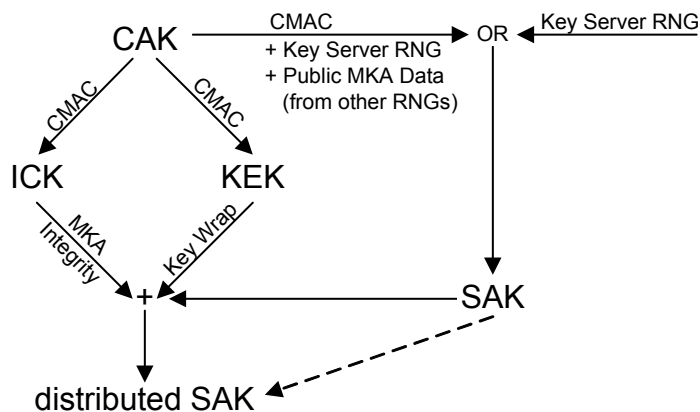 CMAC
Key Server RNG
CAK
OR
+ Key Server RNG
+ Public MKA Data
(from other RNGs)
CMAC
CMAC
ICK
KEK
MKA
Integrity
Key Wrap
+
SAK
distributed SAK